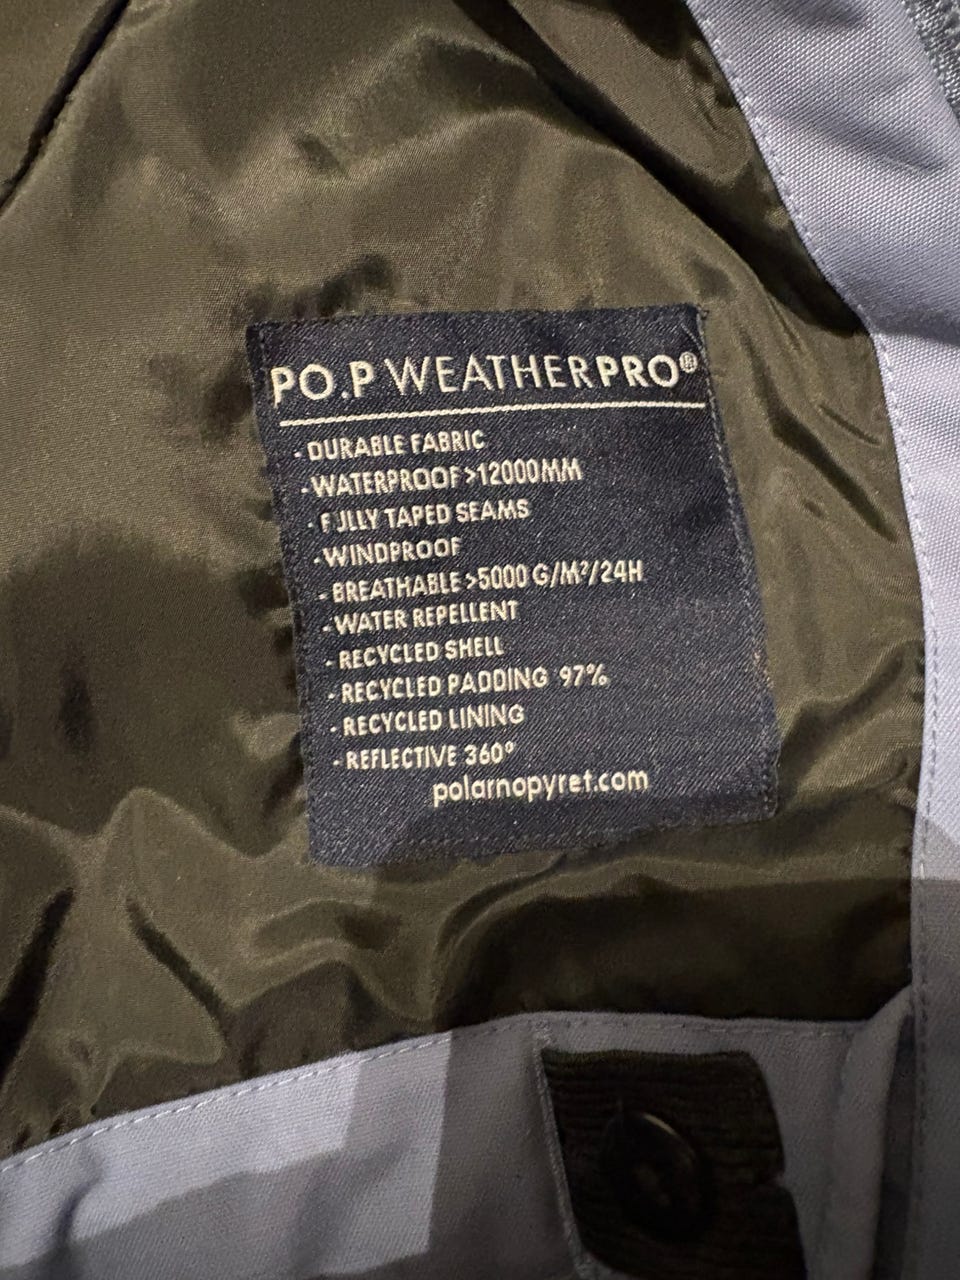 PO.P WEATHERPRO®
- DURABLE FABRIC
- WATERPROOF >12000MM
- FULLY TAPED SEAMS
- WINDPROOF
- BREATHABLE >5000 G/M²/24H
- WATER REPELLENT
- RECYCLED SHELL
- RECYCLED PADDING 97%
- RECYCLED LINING
- REFLECTIVE 360°
polarnopyret.com